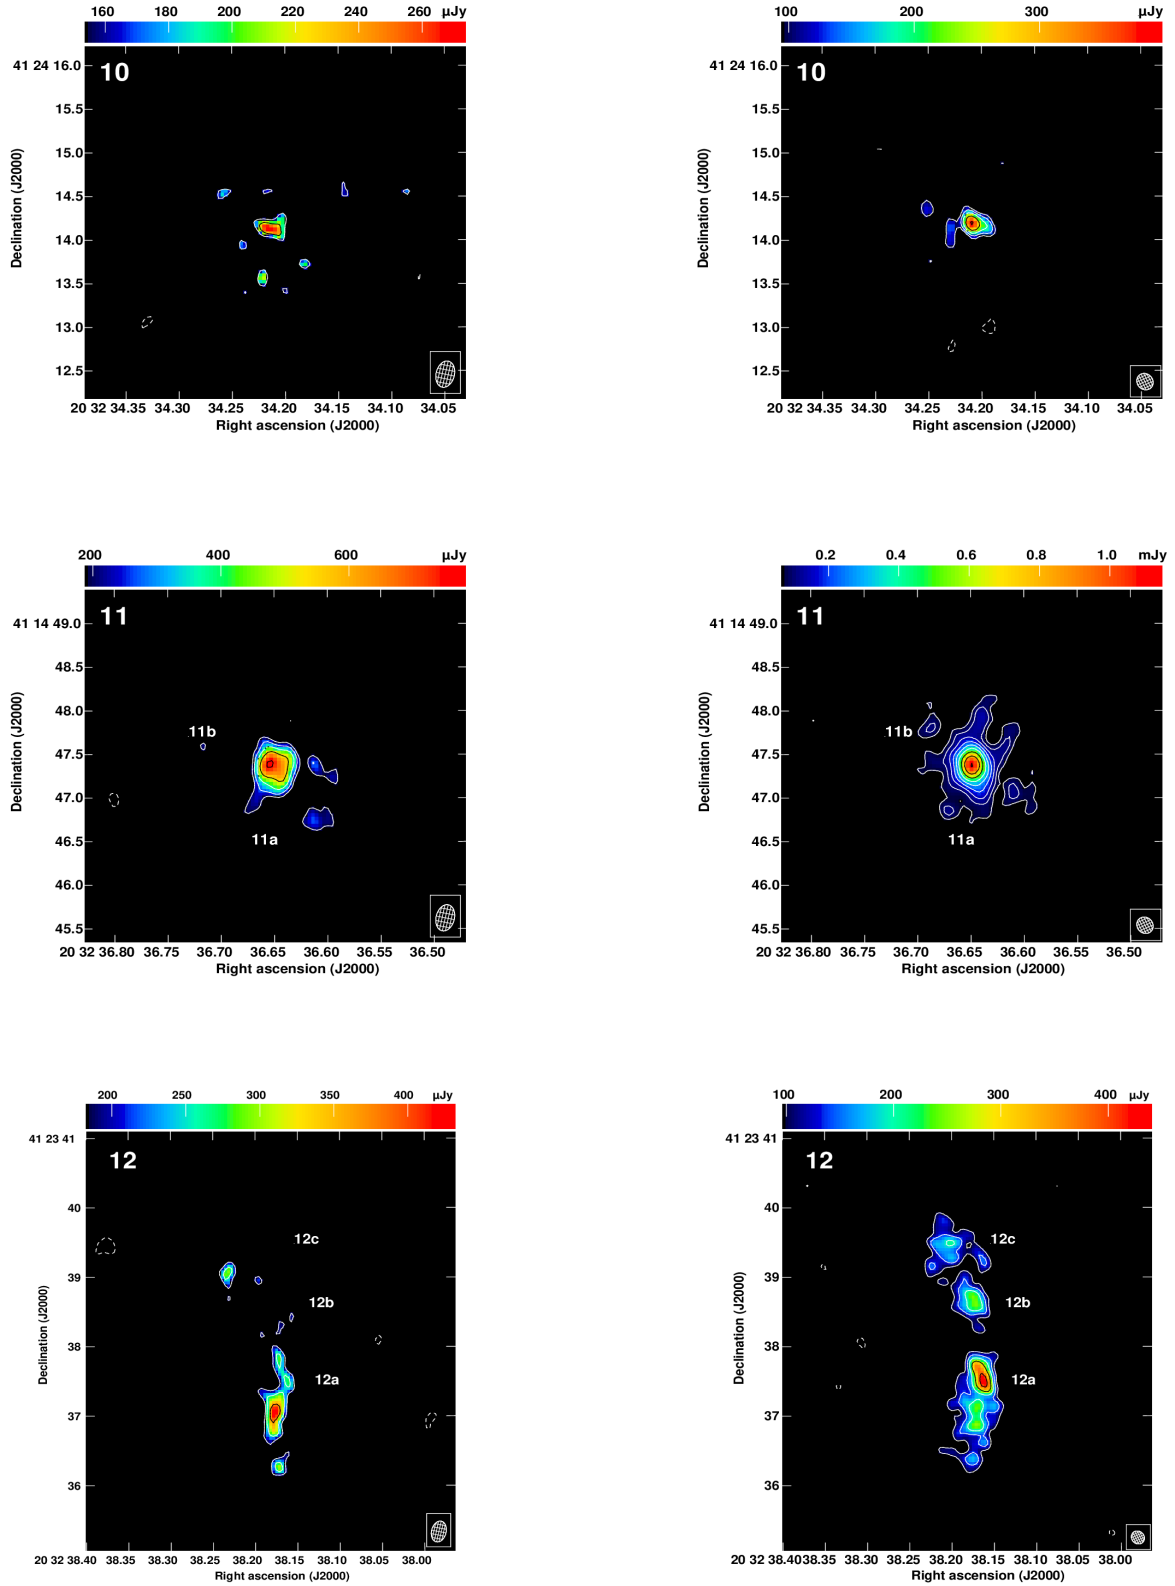 160 180 200 220 240 260 μJy
10
41 24 16.0
15.5
15.0
14.5
14.0
13.5
13.0
12.5
Declination (J2000)
20 32 34.35 34.30 34.25 34.20 34.15 34.10 34.05
Right ascension (J2000)
100 200 300 μJy
10
41 24 16.0
15.5
15.0
14.5
14.0
13.5
13.0
12.5
Declination (J2000)
20 32 34.35 34.30 34.25 34.20 34.15 34.10 34.05
Right ascension (J2000)
200 400 600 μJy
11
41 14 49.0
48.5
48.0
47.5
47.0
46.5
46.0
45.5
Declination (J2000)
11b
11a
20 32 36.80 36.75 36.70 36.65 36.60 36.55 36.50
Right ascension (J2000)
0.2 0.4 0.6 0.8 1.0 mJy
11
41 14 49.0
48.5
48.0
47.5
47.0
46.5
46.0
45.5
Declination (J2000)
11b
11a
20 32 36.80 36.75 36.70 36.65 36.60 36.55 36.50
Right ascension (J2000)
200 250 300 350 400 μJy
12
41 23 41
40
39
38
37
36
Declination (J2000)
12c
12b
12a
20 32 38.40 38.35 38.30 38.25 38.20 38.15 38.10 38.05 38.00
Right ascension (J2000)
100 200 300 400 μJy
12
41 23 41
40
39
38
37
36
Declination (J2000)
12c
12b
12a
20 32 38.40 38.35 38.30 38.25 38.20 38.15 38.10 38.05 38.00
Right ascension (J2000)